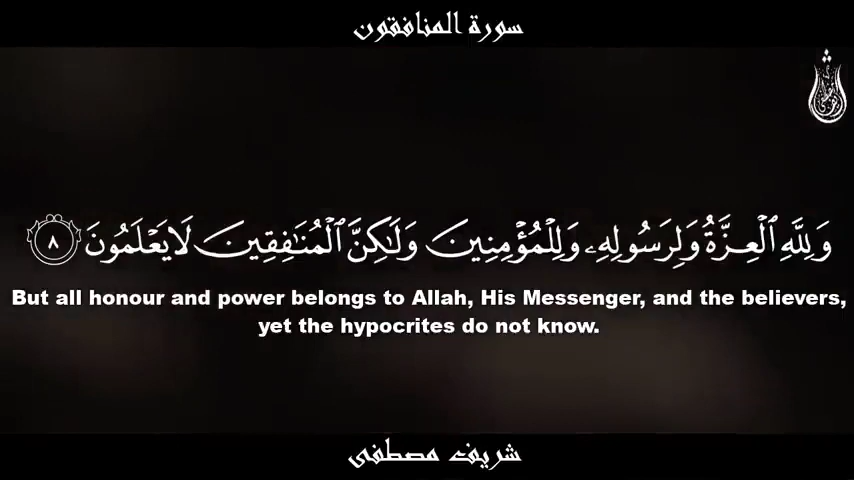 سورة المنافقون
وَلِلَّهِ ٱلْعِزَّةُ وَلِرَسُولِهِۦ وَلِلْمُؤْمِنِينَ وَلَٰكِنَّ ٱلْمُنَٰفِقِينَ لَا يَعْلَمُونَ ٨
But all honour and power belongs to Allah, His Messenger, and the believers,
yet the hypocrites do not know.
شريف مصطفى